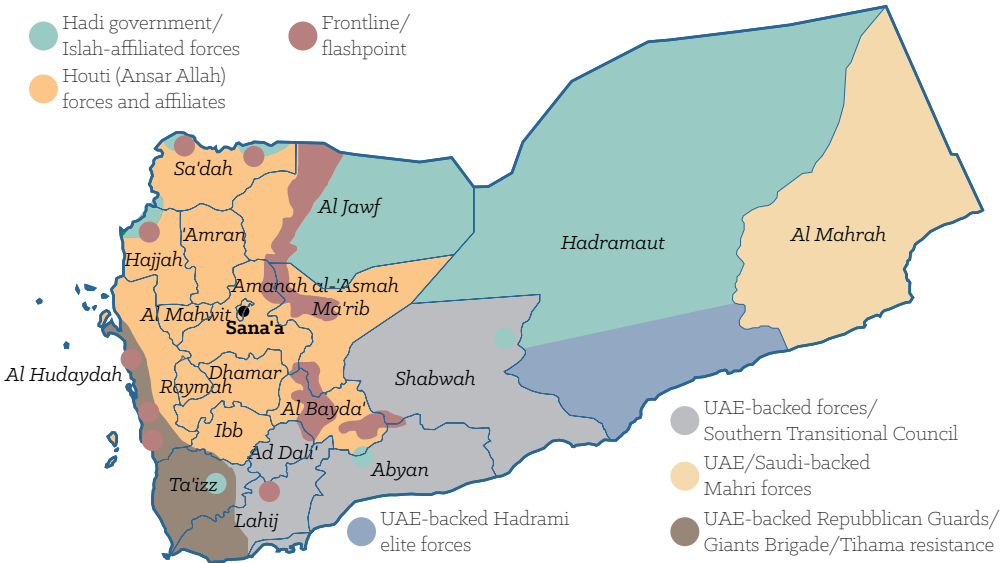 Hadi government/
Islah-affiliated forces
Houti (Ansar Allah)
forces and affiliates
Frontline/
flashpoint
Sa'dah
Al Jawf
'Amran
Hajjah
Hadramaut
Al Mahrah
Amanah al-'Asmah
Ma'rib
Al Mahwit
Sana'a
Al Hudaydah
Dhamar
Raymah
Shabwah
Al Bayda'
Ibb
Ad Dali'
Abyan
Ta'izz
Lahij
UAE-backed Hadrami
elite forces
UAE-backed forces/
Southern Transitional Council
UAE/Saudi-backed
Mahri forces
UAE-backed Repubblican Guards/
Giants Brigade/Tihama resistance